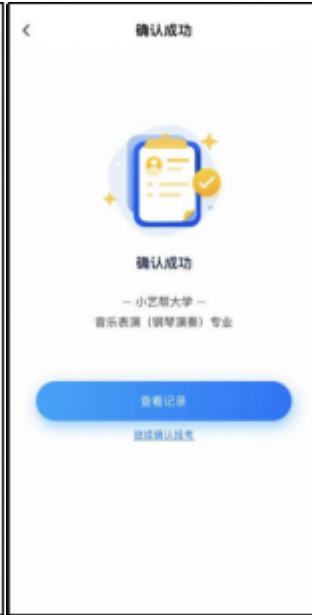 确认成功
确认成功
— 小艺帮大学 —
音乐表演（钢琴演奏）专业
查看记录
继续确认报考